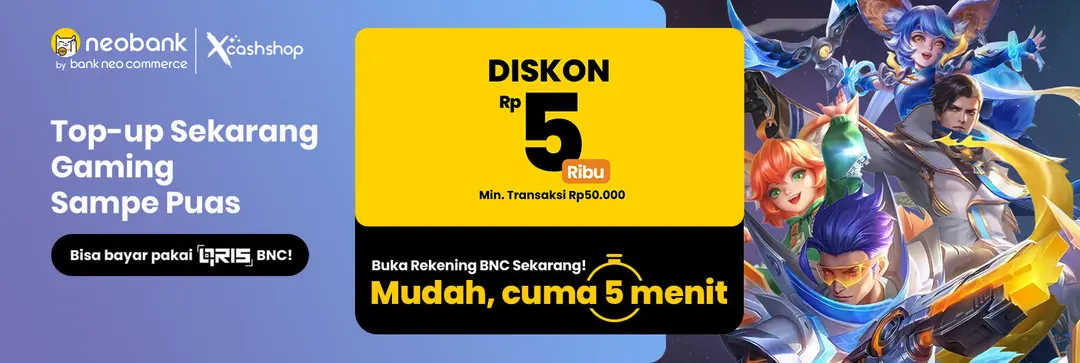 neobank
by bank neo commerce
Xcashshop
Top-up Sekarang
Gaming
Sampe Puas
Bisa bayar pakai QRIS BNC!
DISKON
Rp 5 Ribu
Min. Transaksi Rp50.000
Buka Rekening BNC Sekarang!
Mudah, cuma 5 menit